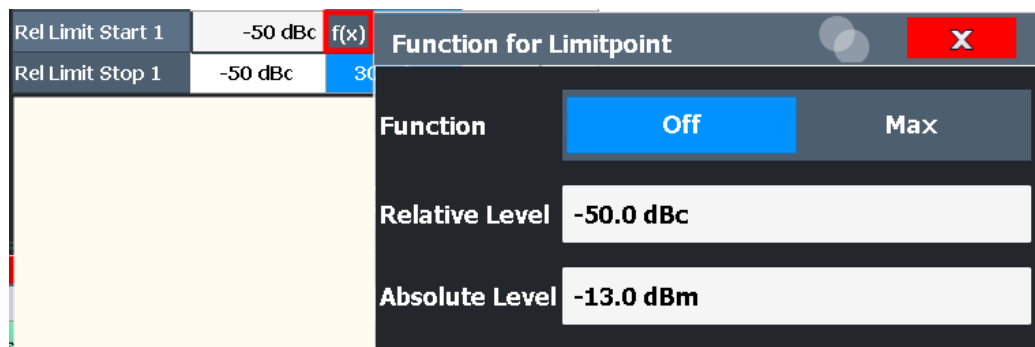 Rel Limit Start 1 -50 dBc f(x)
Rel Limit Stop 1 -50 dBc 30
Function for Limitpoint X
Function Off Max
Relative Level -50.0 dBc
Absolute Level -13.0 dBm